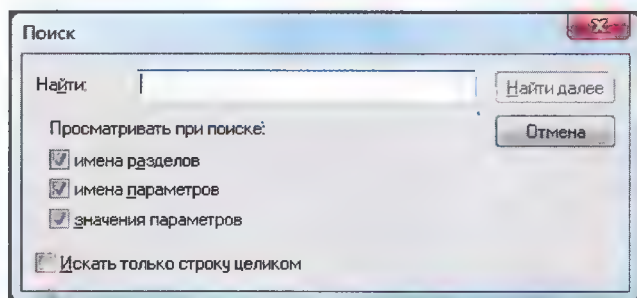 Поиск
Найти:
Найти далее
Просматривать при поиске:
Отмена
имена разделов
имена параметров
значения параметров
Искать только строку целиком